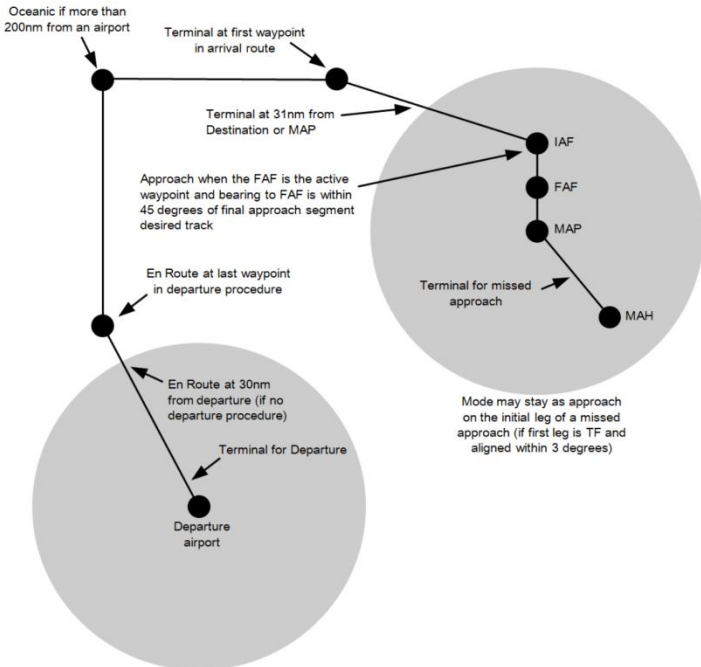 Oceanic if more than
200nm from an airport
Terminal at first waypoint
in arrival route
Terminal at 31nm from
Destination or MAP
IAF
Approach when the FAF is the active
waypoint and bearing to FAF is within
45 degrees of final approach segment
desired track
FAF
MAP
En Route at last waypoint
in departure procedure
Terminal for missed
approach
MAH
En Route at 30nm
from departure (if no
departure procedure)
Mode may stay as approach
on the initial leg of a missed
approach (if first leg is TF and
aligned within 3 degrees)
Terminal for Departure
Departure
airport